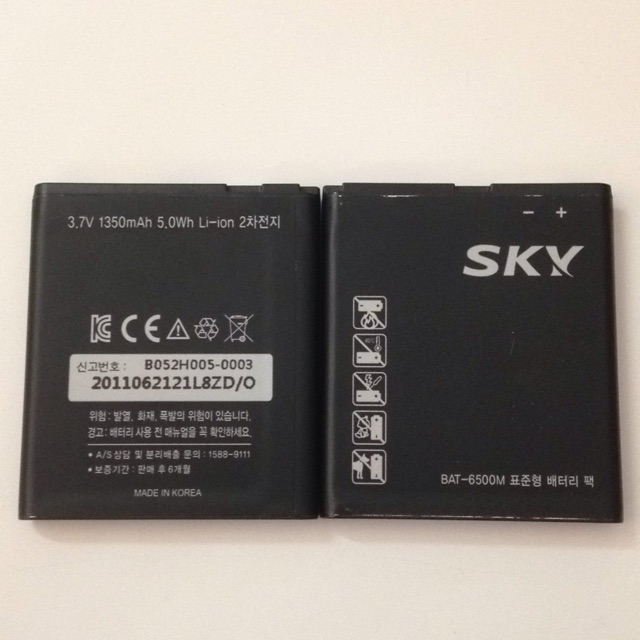 3.7V 1350mAh 5.0Wh Li-ion 2차전지
신고번호 : B052H005-0003
2011062121L8ZD/O
위험 : 발열, 화재, 폭발의 위험이 있습니다.
경고 : 배터리 사용 전 매뉴얼을 꼭 확인하세요.
• A/S상담 및 분리배출 문의 : 1588-9111
• 보증기간 : 판매 후 6개월
MADE IN KOREA
− +
SKY
BAT-6500M 표준형 배터리 팩